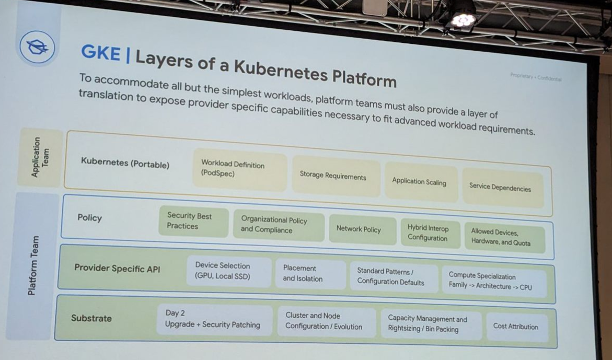 GKE | Layers of a Kubernetes Platform
Proprietary + Confidential
To accommodate all but the simplest workloads, platform teams must also provide a layer of
translation to expose provider specific capabilities necessary to fit advanced workload requirements.
Application
Team
Kubernetes (Portable)
Workload Definition
(PodSpec)
Storage Requirements
Application Scaling
Service Dependencies
Platform Team
Policy
Security Best
Practices
Organizational Policy
and Compliance
Network Policy
Hybrid Interop
Configuration
Allowed Devices,
Hardware, and Quota
Provider Specific API
Device Selection
(GPU, Local SSD)
Placement
and Isolation
Standard Patterns /
Configuration Defaults
Compute Specialization
Family -> Architecture -> CPU
Substrate
Day 2
Upgrade + Security Patching
Cluster and Node
Configuration / Evolution
Capacity Management and
Rightsizing / Bin Packing
Cost Attribution